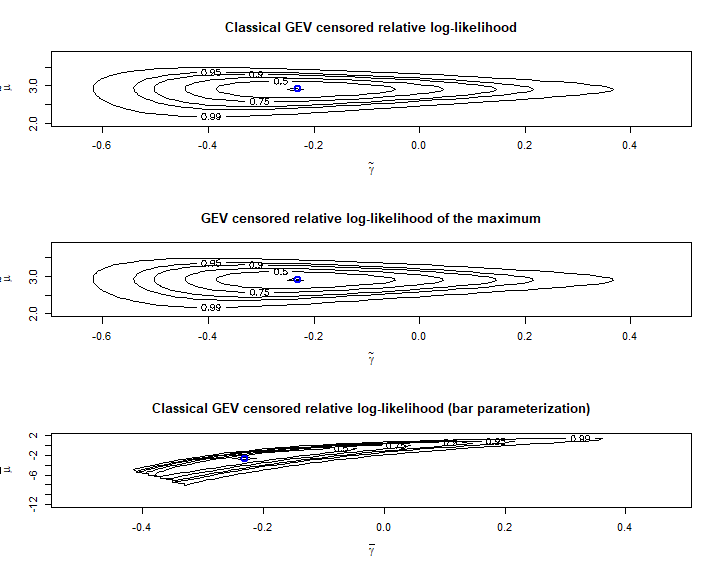 Classical GEV censored relative log-likelihood
0.95
0.9
0.5
0.75
0.99
3.0
2.0
μ
-0.6 -0.4 -0.2 0.0 0.2 0.4
γ̃
GEV censored relative log-likelihood of the maximum
0.95
0.9
0.5
0.75
0.99
3.0
2.0
μ
-0.6 -0.4 -0.2 0.0 0.2 0.4
γ̃
Classical GEV censored relative log-likelihood (bar parameterization)
0.99
0.95
0.75
2
-2
-6
-12
μ
-0.4 -0.2 0.0 0.2 0.4
γ̅